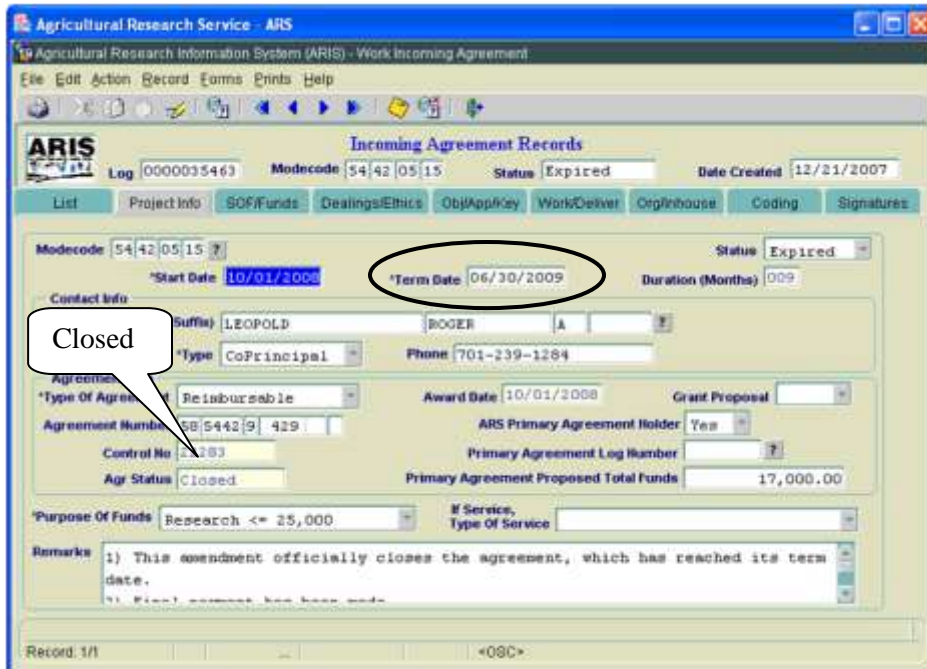 Agricultural Research Service - ARS
Agricultural Research Information System (ARIS) - Work Incoming Agreement
File Edit Action Record Forms Prints Help
ARIS
Incoming Agreement Records
Log 0000035463 Modecode 54 42 05 15 Status Expired Date Created 12/21/2007
List Project Info SOF/Funds Dealings/Ethics Obj/App/Key Work/Deliver Org/Inhouse Coding Signatures
Modecode 54 42 05 15 ? Status Expired
*Start Date 10/01/2008 *Term Date 06/30/2009 Duration (Months) 009
Contact Info
Suffix) LEOPOLD ROGER A ?
Closed
*Type CoPrincipal Phone 701-239-1284
*Type Of Reimbursable Award Date 10/01/2008 Grant Proposal
Agreement Number 58 5442 9 429 ARS Primary Agreement Holder Yes
Control No Primary Agreement Log Number ?
Agr Status Closed Primary Agreement Proposed Total Funds 17,000.00
*Purpose Of Funds Research <= 25,000 If Service, Type Of Service
Remarks 1) This amendment officially closes the agreement, which has reached its term
date.
Record: 1/1 ... <OSC>